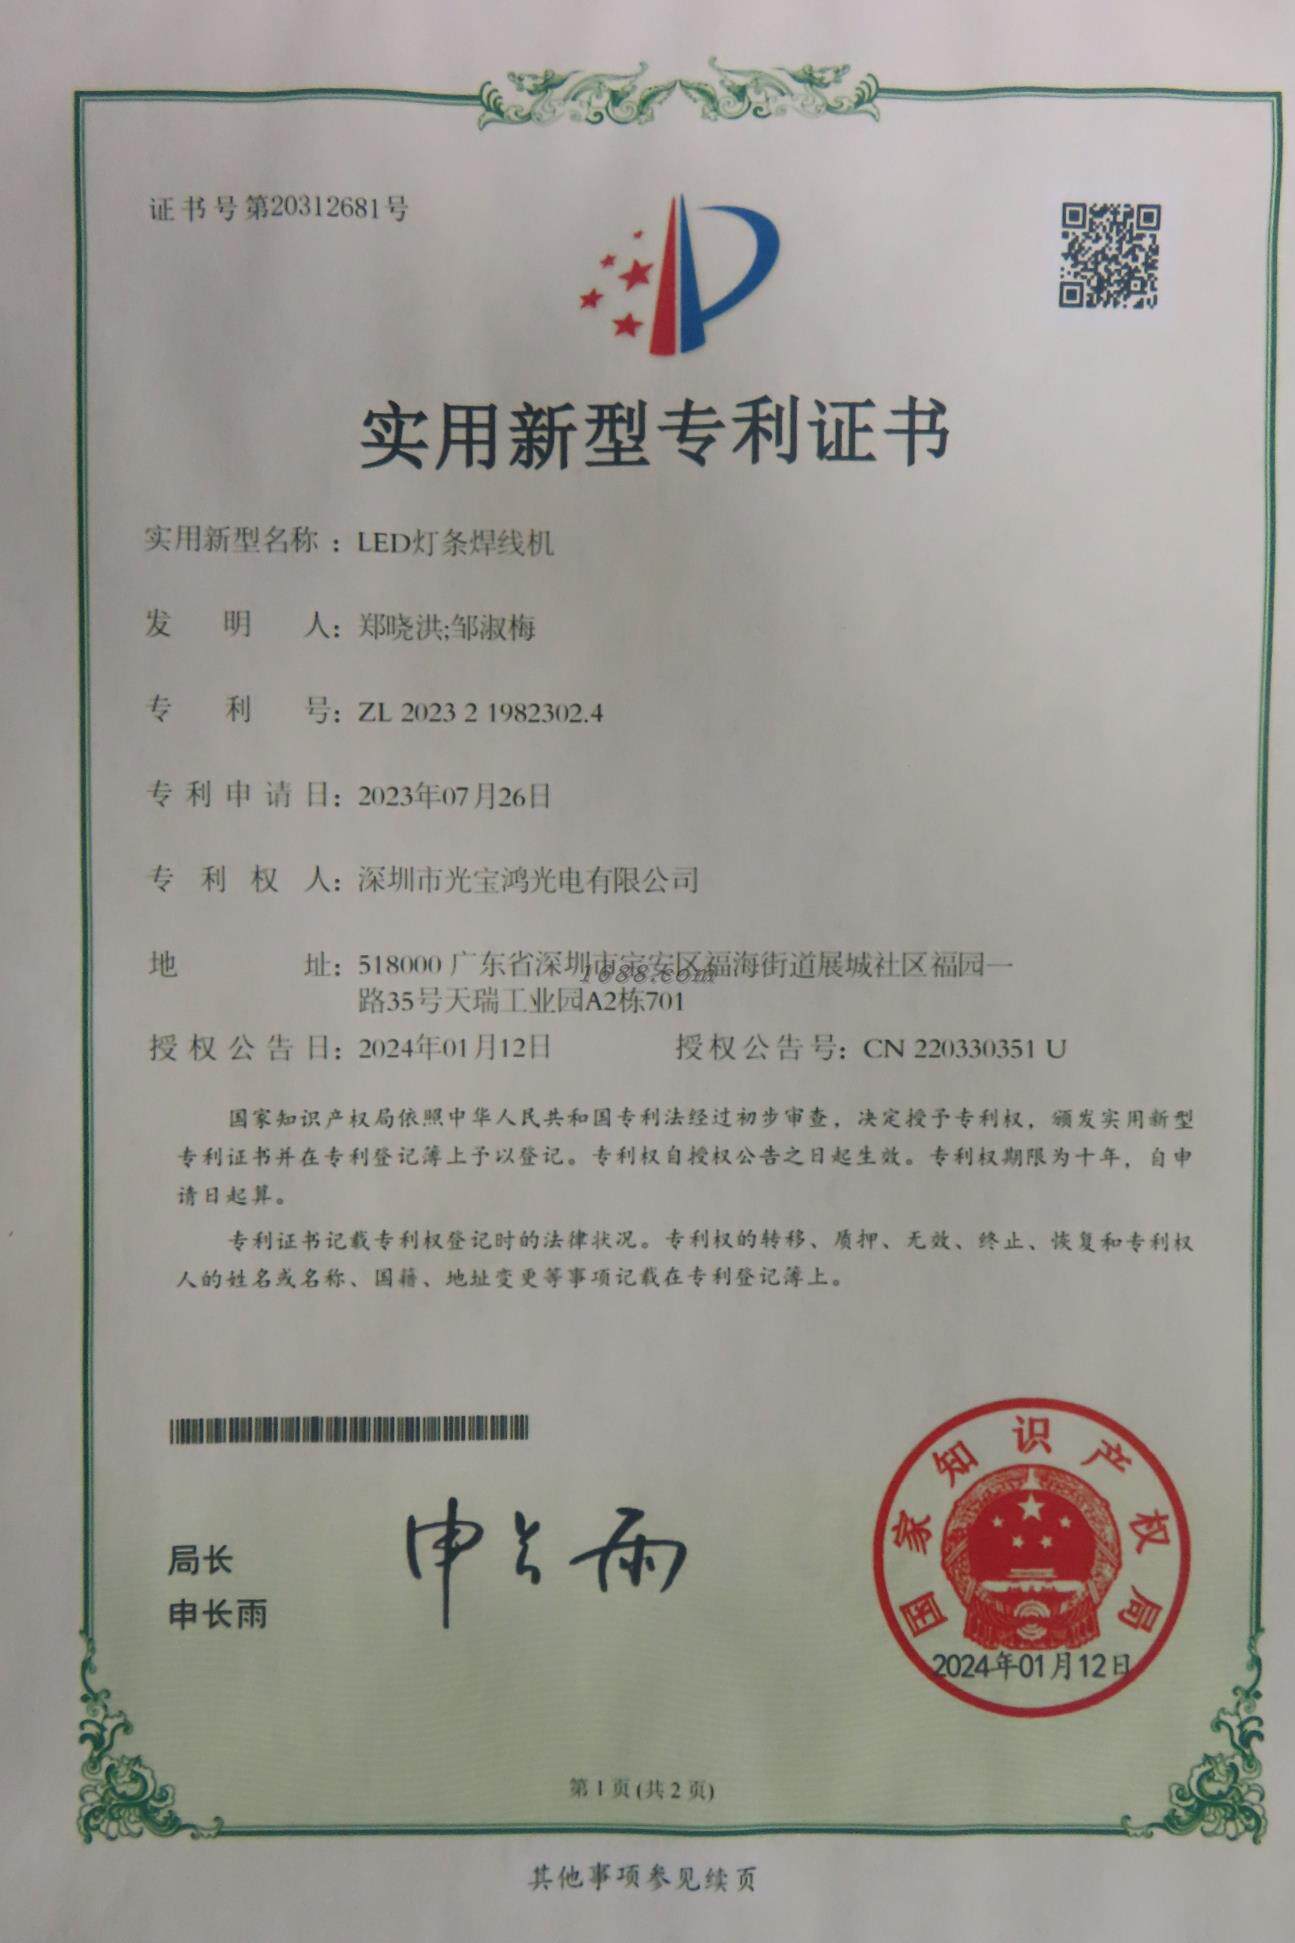 证书号第20312681号
实用新型专利证书
实用新型名称：LED灯条焊线机
发明人：郑晓洪;邹淑梅
专利号：ZL 2023 2 1982302.4
专利申请日：2023年07月26日
专利权人：深圳市光宝鸿光电有限公司
地址：518000 广东省深圳市宝安区福海街道展城社区福园一
路35号天瑞工业园A2栋701
1688.com
授权公告日：2024年01月12日 授权公告号：CN 220330351 U
国家知识产权局依照中华人民共和国专利法经过初步审查，决定授予专利权，颁发实用新型
专利证书并在专利登记簿上予以登记。专利权自授权公告之日起生效。专利权期限为十年，自申
请日起算。
专利证书记载专利权登记时的法律状况。专利权的转移、质押、无效、终止、恢复和专利权
人的姓名或名称、国籍、地址变更等事项记载在专利登记簿上。
局长
申长雨
申长雨
国家知识产权局
2024年01月12日
第1页(共2页)
其他事项参见续页